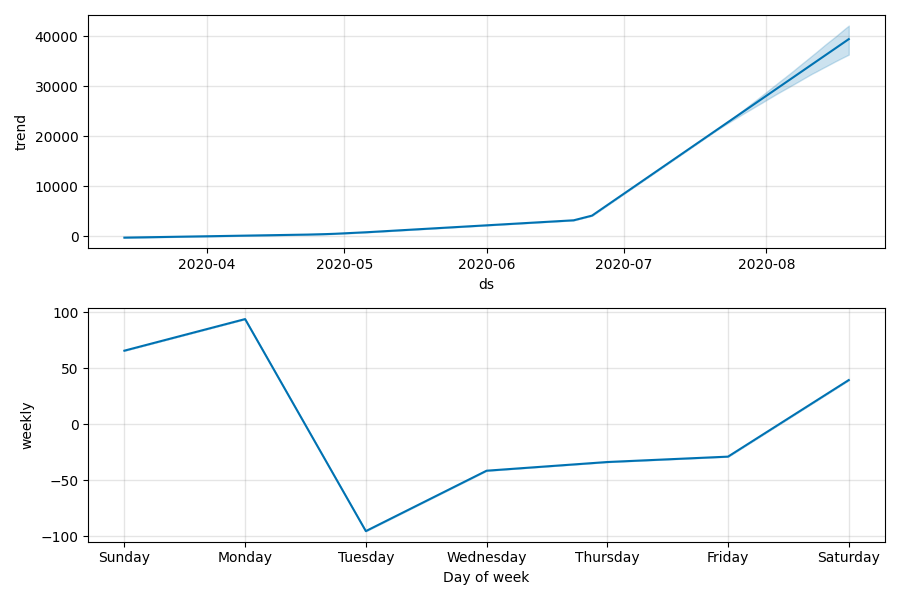 40000
30000
20000
10000
0
trend
2020-04 2020-05 2020-06 2020-07 2020-08
ds
100
50
0
−50
−100
weekly
Sunday Monday Tuesday Wednesday Thursday Friday Saturday
Day of week